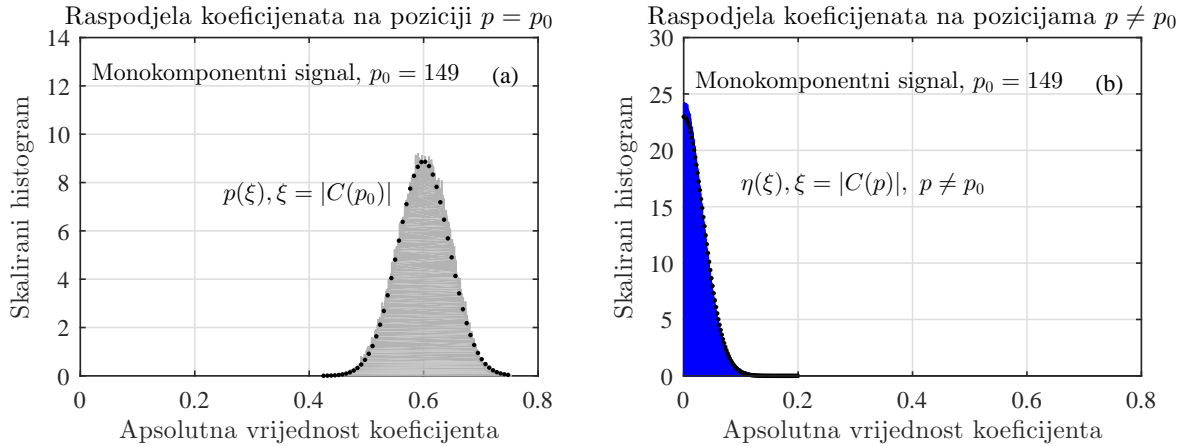 Raspodjela koeficijenata na poziciji p = p₀
14
12
10
8
6
4
2
0
Skalirani histogram
Monokomponentni signal, p₀ = 149 (a)
p(ξ), ξ = |C(p₀)|
0 0.2 0.4 0.6 0.8
Apsolutna vrijednost koeficijenta
Raspodjela koeficijenata na pozicijama p ≠ p₀
30
25
20
15
10
5
0
Skalirani histogram
Monokomponentni signal, p₀ = 149 (b)
η(ξ), ξ = |C(p)|, p ≠ p₀
0 0.2 0.4 0.6 0.8
Apsolutna vrijednost koeficijenta